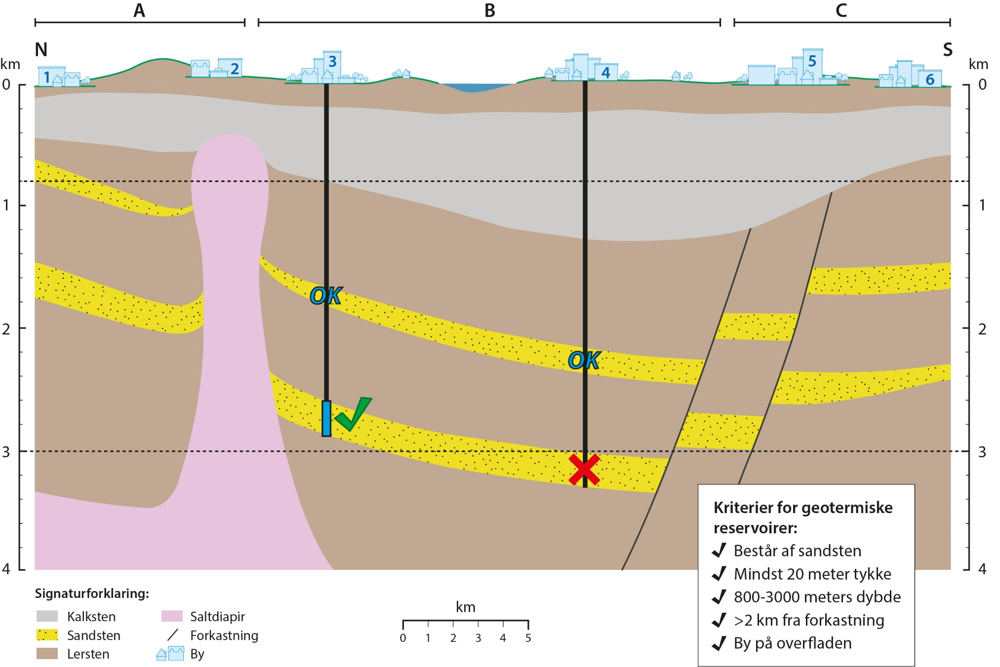 A
B
C
N
S
km
km
1
2
3
4
5
6
0
0
OK
1
1
OK
2
2
3
3
4
4
Kriterier for geotermiske
reservoirer:
Består af sandsten
Mindst 20 meter tykke
800-3000 meters dybde
>2 km fra forkastning
By på overfladen
Signaturforklaring:
Kalksten
Saltdiapir
Sandsten
Forkastning
Lersten
By
km
0 1 2 3 4 5